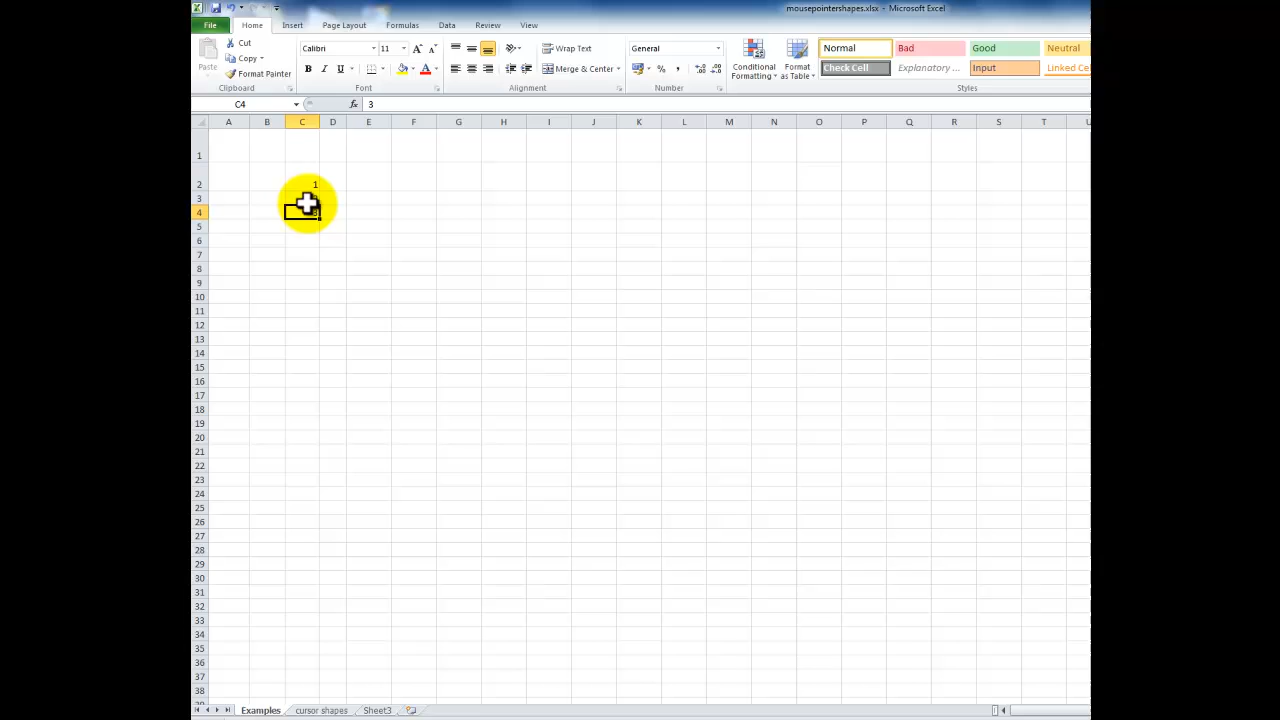 mousepointershapes.xlsx - Microsoft Excel
File Home Insert Page Layout Formulas Data Review View
Paste
Cut
Copy
Format Painter
Clipboard
Calibri 11
B I U A
Font
Wrap Text
Merge & Center
Alignment
General
% ,
Number
Conditional Formatting
Format as Table
Normal Bad Good Neutral
Check Cell Explanatory ... Input Linked Ce
Styles
C4 fx 3
A B C D E F G H I J K L M N O P Q R S T U
1
2 1
3
4
5
6
7
8
9
10
11
12
13
14
15
16
17
18
19
20
21
22
23
24
25
26
27
28
29
30
31
32
33
34
35
36
37
38
Examples cursor shapes Sheet3